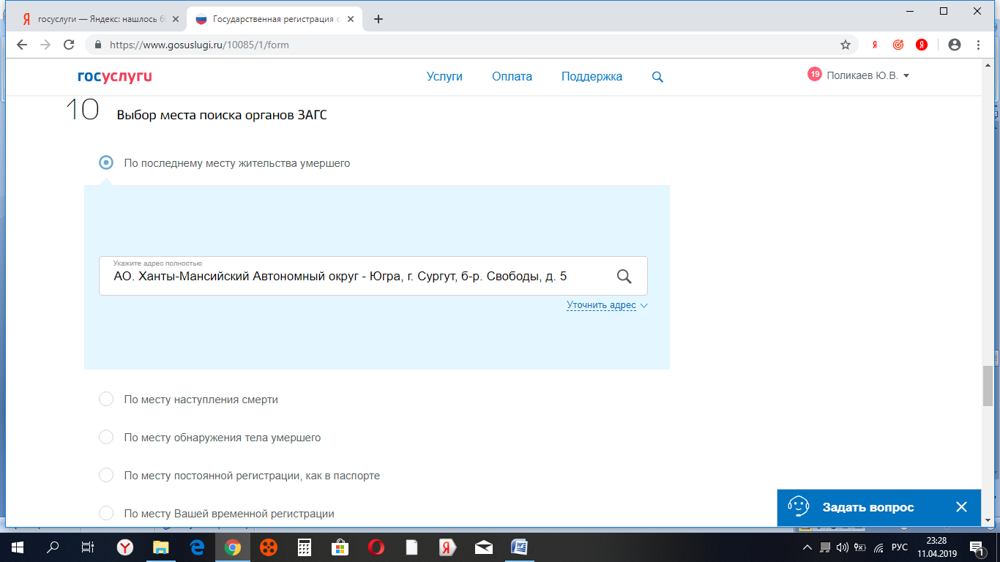 госуслуги — Яндекс: нашлось 6
Государственная регистрация с
https://www.gosuslugi.ru/10085/1/form
госуслуги
Услуги
Оплата
Поддержка
19
Поликаев Ю.В.
10
Выбор места поиска органов ЗАГС
По последнему месту жительства умершего
Укажите адрес полностью
АО. Ханты-Мансийский Автономный округ - Югра, г. Сургут, б-р. Свободы, д. 5
Уточнить адрес
По месту наступления смерти
По месту обнаружения тела умершего
По месту постоянной регистрации, как в паспорте
По месту Вашей временной регистрации
Задать вопрос
РУС
23:28
11.04.2019
1